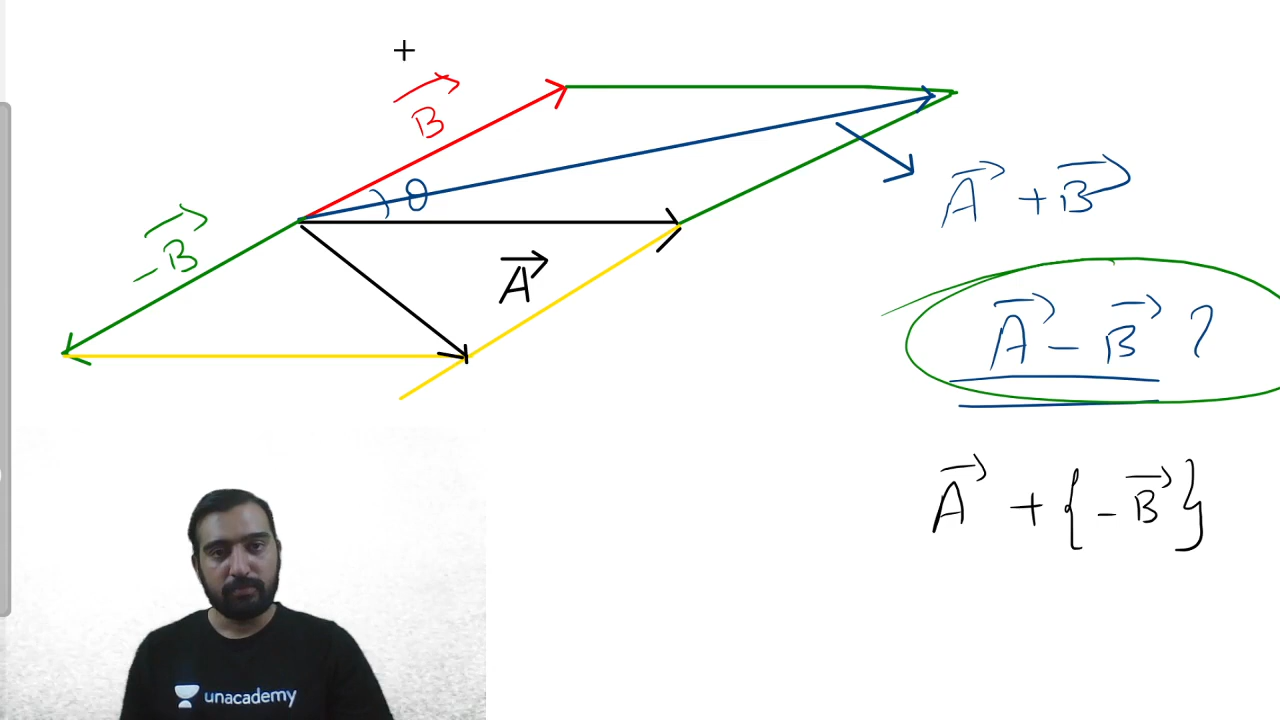 B⃗
θ
-B⃗
A⃗
A⃗ + B⃗
A⃗ - B⃗ ?
A⃗ + {-B⃗}
unacademy